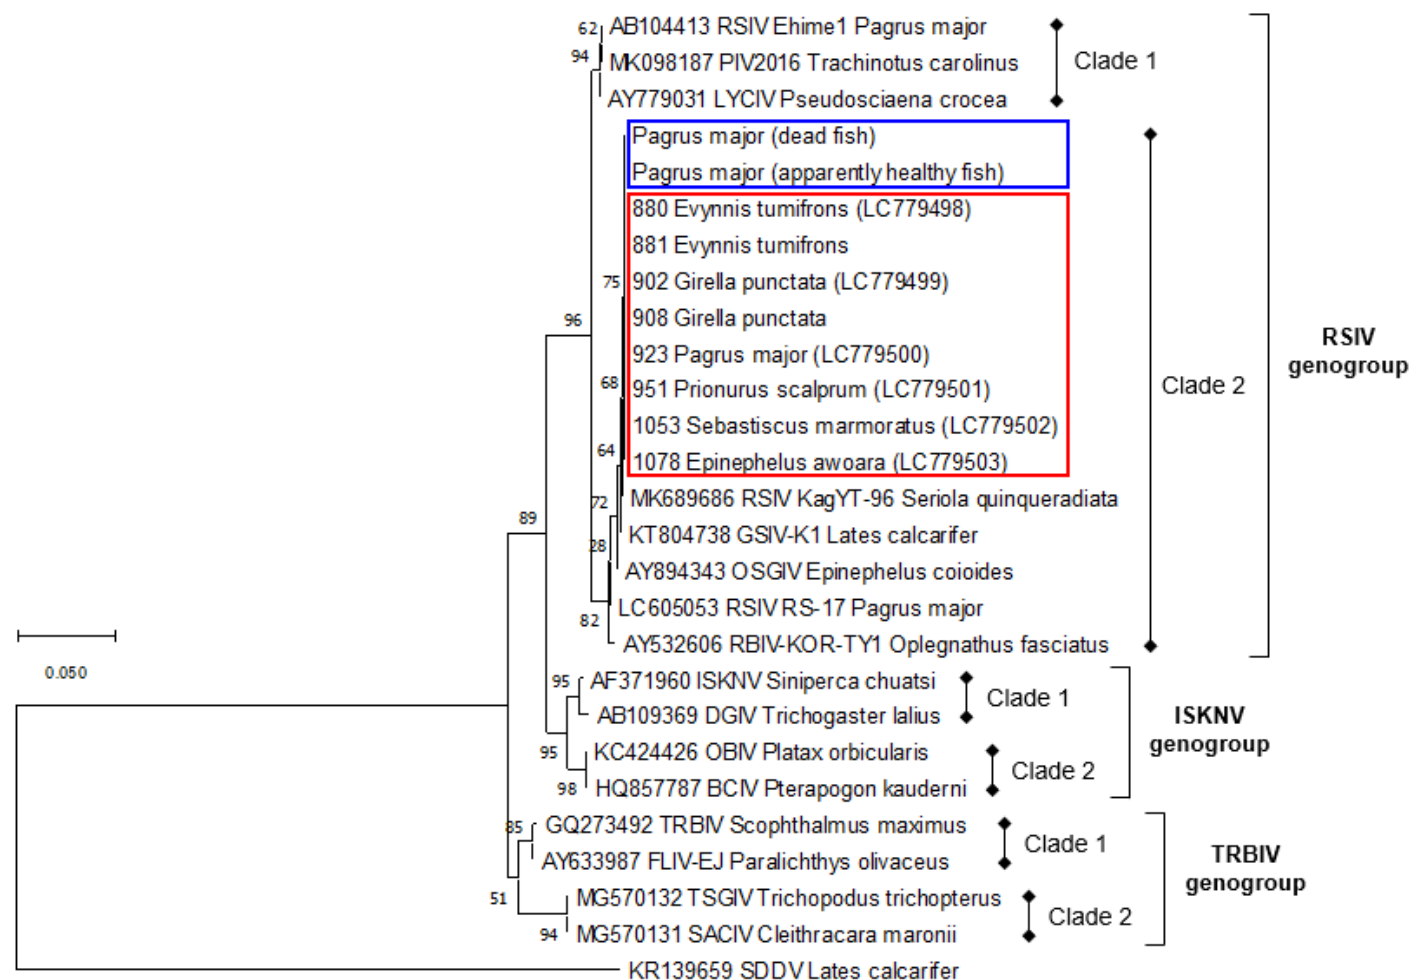 62 AB104413 RSIV Ehime1 Pagrus major
94 MK098187 PIV2016 Trachinotus carolinus
Clade 1
AY779031 LYCIV Pseudosciaena crocea
Pagrus major (dead fish)
Pagrus major (apparently healthy fish)
880 Evynnis tumifrons (LC779498)
881 Evynnis tumifrons
75 902 Girella punctata (LC779499)
96 908 Girella punctata
RSIV
genogroup
923 Pagrus major (LC779500)
68 951 Prionurus scalprum (LC779501)
Clade 2
1053 Sebastiscus marmoratus (LC779502)
64 1078 Epinephelus awoara (LC779503)
72 MK689686 RSIV KagYT-96 Seriola quinqueradiata
89 KT804738 GSIV-K1 Lates calcarifer
28 AY894343 OSGIV Epinephelus coioides
LC605053 RSIV RS-17 Pagrus major
82 AY532606 RBIV-KOR-TY1 Oplegnathus fasciatus
0.050
95 AF371960 ISKNV Siniperca chuatsi
Clade 1
AB109369 DGIV Trichogaster lalius
ISKNV
genogroup
95 KC424426 OBIV Platax orbicularis
Clade 2
98 HQ857787 BCIV Pterapogon kauderni
85 GQ273492 TRBIV Scophthalmus maximus
Clade 1
AY633987 FLIV-EJ Paralichthys olivaceus
TRBIV
genogroup
51 MG570132 TSGIV Trichopodus trichopterus
Clade 2
94 MG570131 SACIV Cleithracara maronii
KR139659 SDDV Lates calcarifer